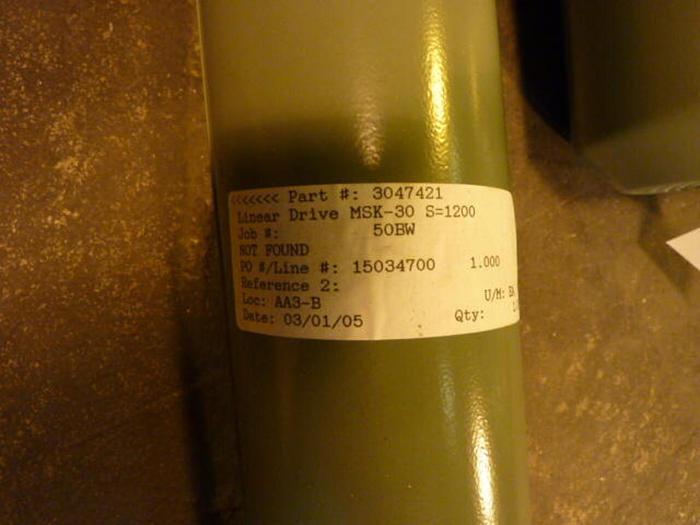 <<<<<<< Part #: 3047421
Linear Drive MSK-30 S=1200
Job #: 50BW
NOT FOUND
PO #/Line #: 15034700 1.000
Reference 2:
Loc: AA3-B U/M:
Date: 03/01/05 Qty: